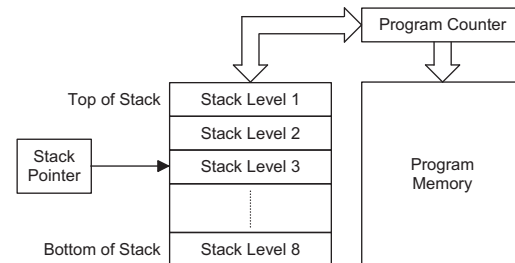 Program Counter
Top of Stack
Stack Level 1
Stack Level 2
Stack
Pointer
Stack Level 3
Program
Memory
Bottom of Stack
Stack Level 8